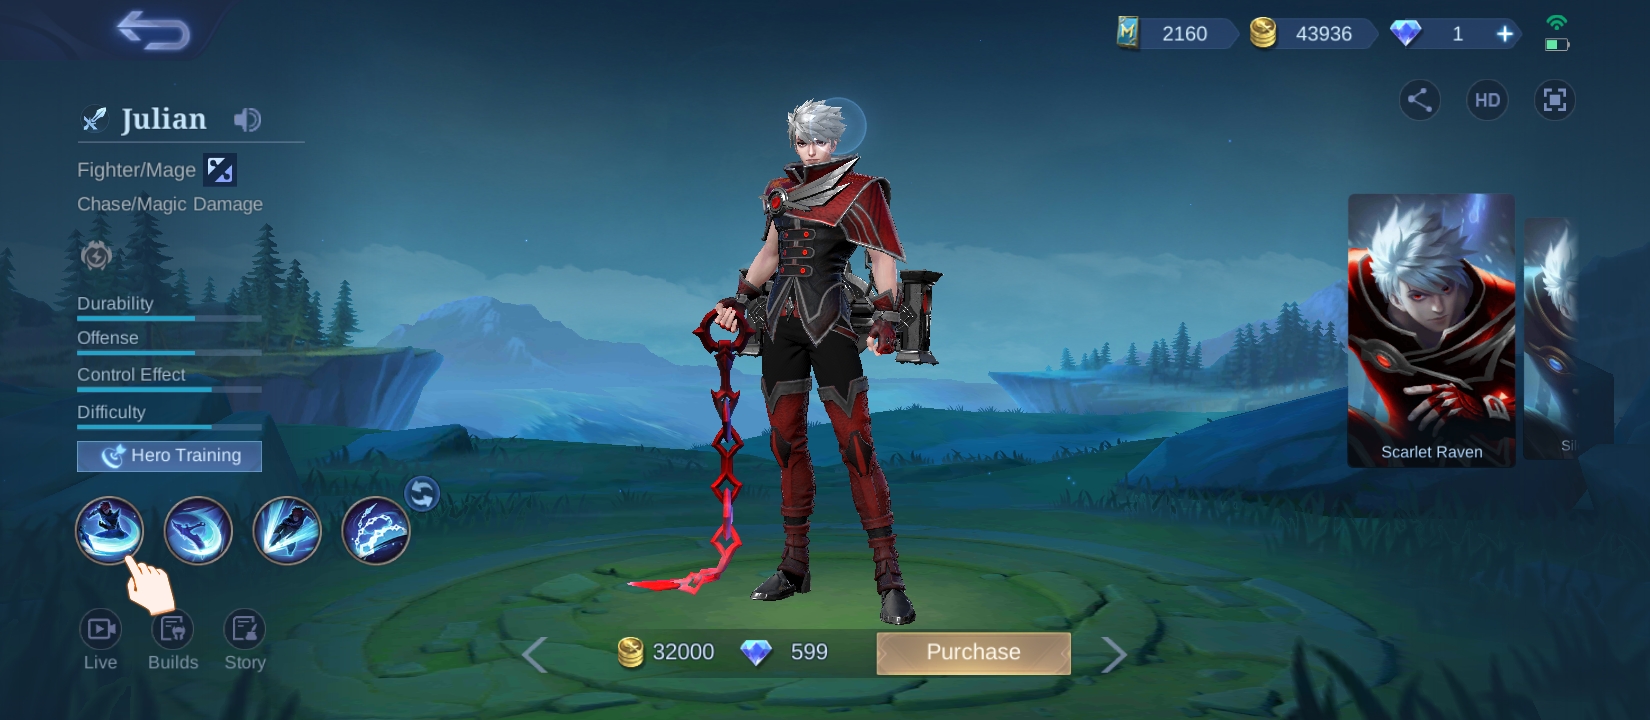 2160
43936
1
HD
Julian
Fighter/Mage
Chase/Magic Damage
Durability
Offense
Control Effect
Difficulty
Hero Training
Scarlet Raven
Live
Builds
Story
32000
599
Purchase